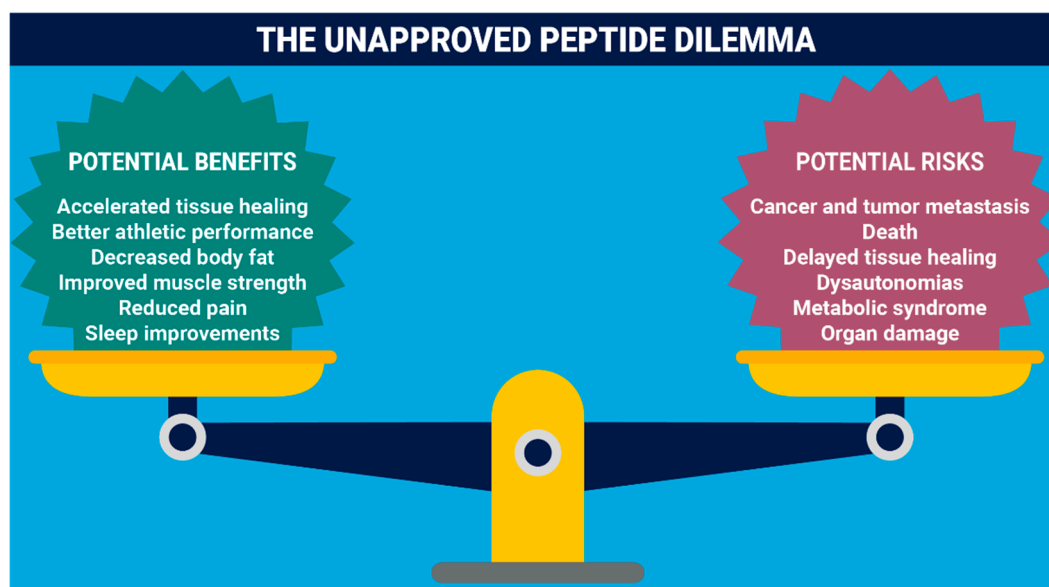 THE UNAPPROVED PEPTIDE DILEMMA
POTENTIAL BENEFITS
Accelerated tissue healing
Better athletic performance
Decreased body fat
Improved muscle strength
Reduced pain
Sleep improvements
POTENTIAL RISKS
Cancer and tumor metastasis
Death
Delayed tissue healing
Dysautonomias
Metabolic syndrome
Organ damage